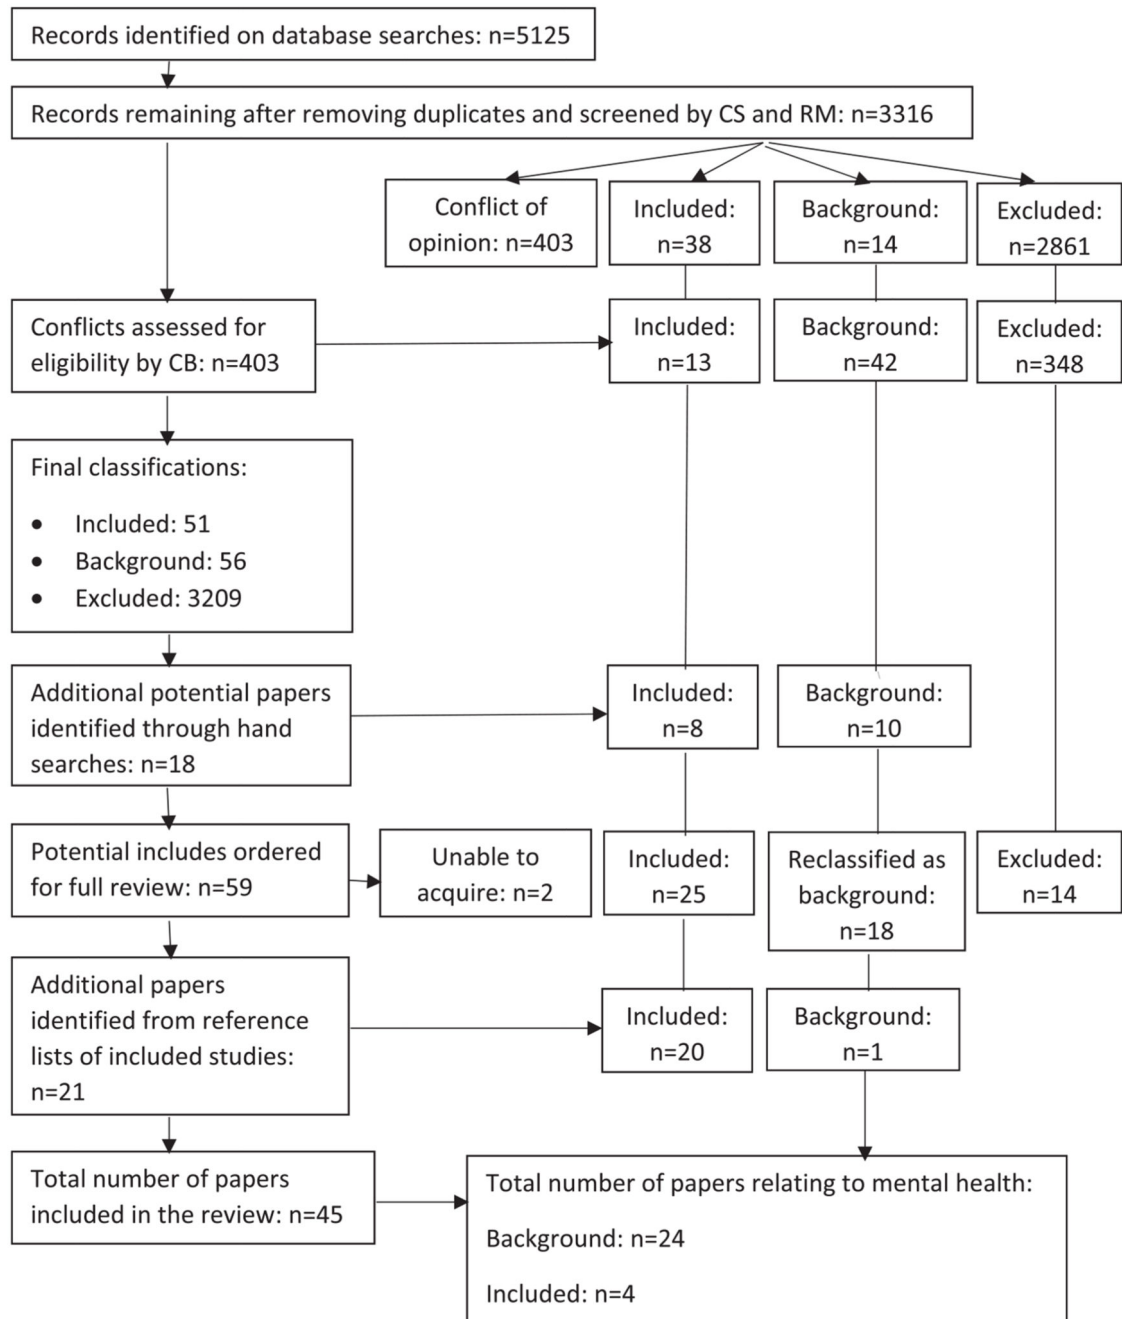 Records identified on database searches: n=5125
Records remaining after removing duplicates and screened by CS and RM: n=3316
Conflict of
opinion: n=403
Included:
n=38
Background:
n=14
Excluded:
n=2861
Conflicts assessed for
eligibility by CB: n=403
Included:
n=13
Background:
n=42
Excluded:
n=348
Final classifications:
• Included: 51
• Background: 56
• Excluded: 3209
Additional potential papers
identified through hand
searches: n=18
Included:
n=8
Background:
n=10
Potential includes ordered
for full review: n=59
Unable to
acquire: n=2
Included:
n=25
Reclassified as
background:
n=18
Excluded:
n=14
Additional papers
identified from reference
lists of included studies:
n=21
Included:
n=20
Background:
n=1
Total number of papers
included in the review: n=45
Total number of papers relating to mental health:
Background: n=24
Included: n=4